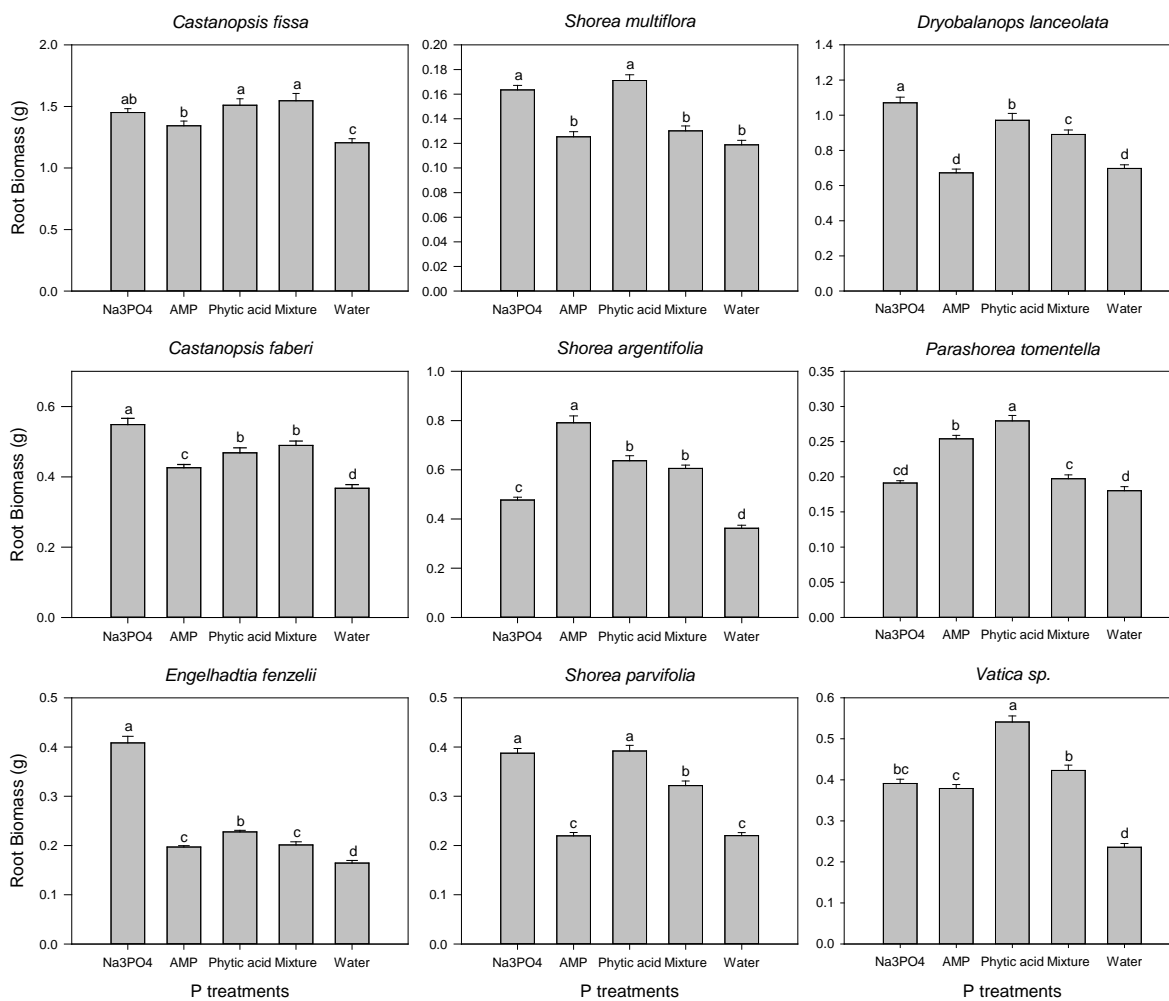 Castanopsis fissa
Shorea multiflora
Dryobalanops lanceolata
Root Biomass (g)
2.0
1.5
1.0
0.5
0.0
ab
b
a
a
c
Na3PO4 AMP Phytic acid Mixture Water
0.20
0.18
0.16
0.14
0.12
0.10
0.08
0.06
0.04
0.02
0.00
a
b
a
b
b
Na3PO4 AMP Phytic acid Mixture Water
1.4
1.2
1.0
0.8
0.6
0.4
0.2
0.0
a
d
b
c
d
Na3PO4 AMP Phytic acid Mixture Water
Castanopsis faberi
Shorea argentifolia
Parashorea tomentella
Root Biomass (g)
0.6
0.4
0.2
0.0
a
c
b
b
d
Na3PO4 AMP Phytic acid Mixture Water
1.0
0.8
0.6
0.4
0.2
0.0
c
a
b
b
d
Na3PO4 AMP Phytic acid Mixture Water
0.35
0.30
0.25
0.20
0.15
0.10
0.05
0.00
cd
b
a
c
d
Na3PO4 AMP Phytic acid Mixture Water
Engelhadtia fenzelii
Shorea parvifolia
Vatica sp.
Root Biomass (g)
0.5
0.4
0.3
0.2
0.1
0.0
a
c
b
c
d
Na3PO4 AMP Phytic acid Mixture Water
P treatments
0.5
0.4
0.3
0.2
0.1
0.0
a
c
a
b
c
Na3PO4 AMP Phytic acid Mixture Water
P treatments
0.6
0.5
0.4
0.3
0.2
0.1
0.0
bc
c
a
b
d
Na3PO4 AMP Phytic acid Mixture Water
P treatments